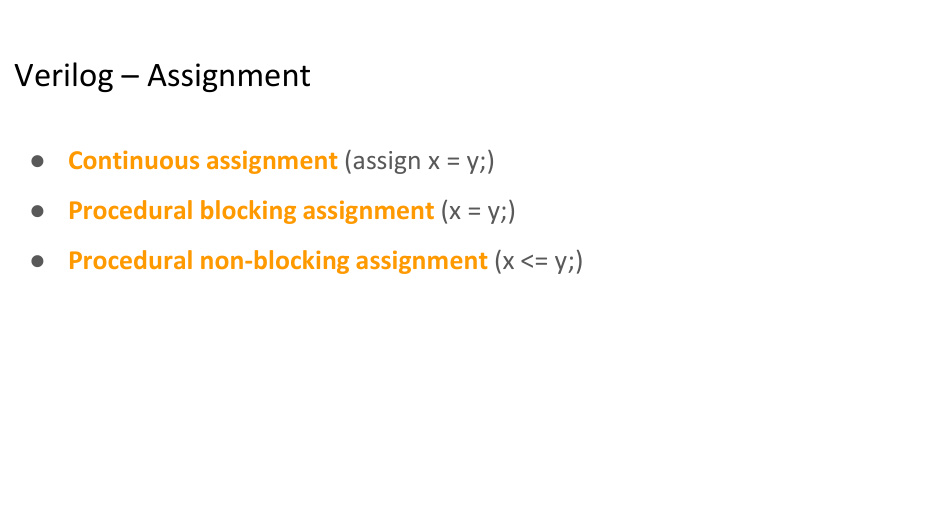 Verilog – Assignment
● Continuous assignment (assign x = y;)
● Procedural blocking assignment (x = y;)
● Procedural non-blocking assignment (x <= y;)